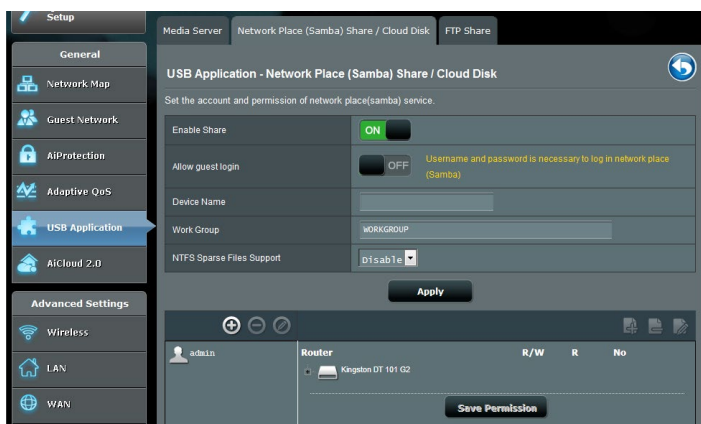 Setup
General
Network Map
Guest Network
AiProtection
Adaptive QoS
USB Application
AiCloud 2.0
Advanced Settings
Wireless
LAN
WAN
Media Server
Network Place (Samba) Share / Cloud Disk
FTP Share
USB Application - Network Place (Samba) Share / Cloud Disk
Set the account and permission of network place(samba) service.
Enable Share
ON
Allow guest login
OFF
Username and password is necessary to log in network place
(Samba)
Device Name
Work Group
WORKGROUP
NTFS Sparse Files Support
Disable
Apply
admin
Router
R/W
R
No
Kingston DT 101 G2
Save Permission